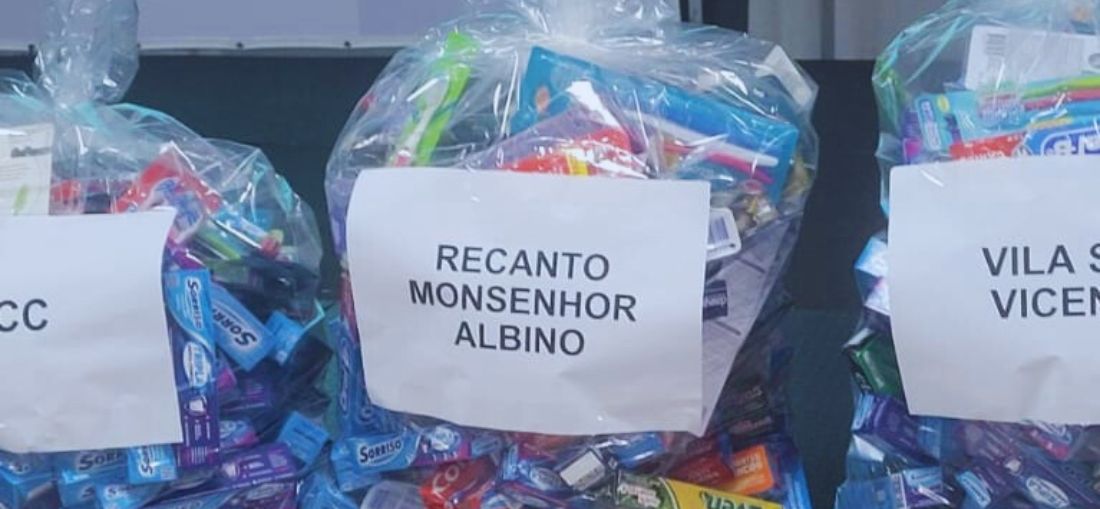 CC
RECANTO
MONSENHOR
ALBINO
VILA S
VICEN
SORRISO
SORRISO
SORRISO